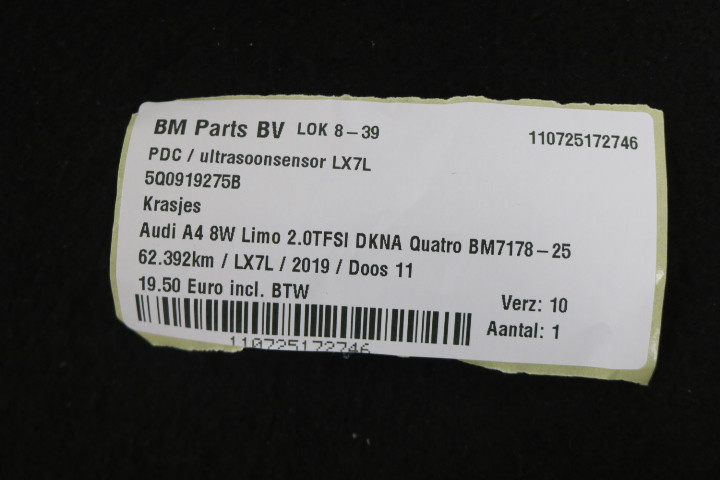 BM Parts BV LOK 8-39 110725172746
PDC / ultrasoonsensor LX7L
5Q0919275B
Krasjes
Audi A4 8W Limo 2.0TFSI DKNA Quatro BM7178-25
62.392km / LX7L / 2019 / Doos 11
19.50 Euro incl. BTW
Verz: 10
Aantal: 1
110725172746